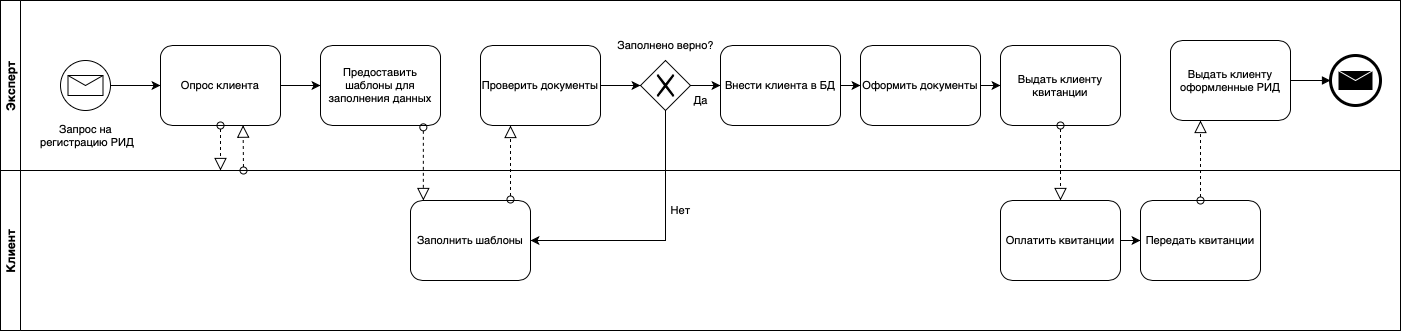 Эксперт
Запрос на
регистрацию РИД
Опрос клиента
Предоставить
шаблоны для
заполнения данных
Проверить документы
Заполнено верно?
Да
Нет
Внести клиента в БД
Оформить документы
Выдать клиенту
квитанции
Выдать клиенту
оформленные РИД
Клиент
Заполнить шаблоны
Оплатить квитанции
Передать квитанции